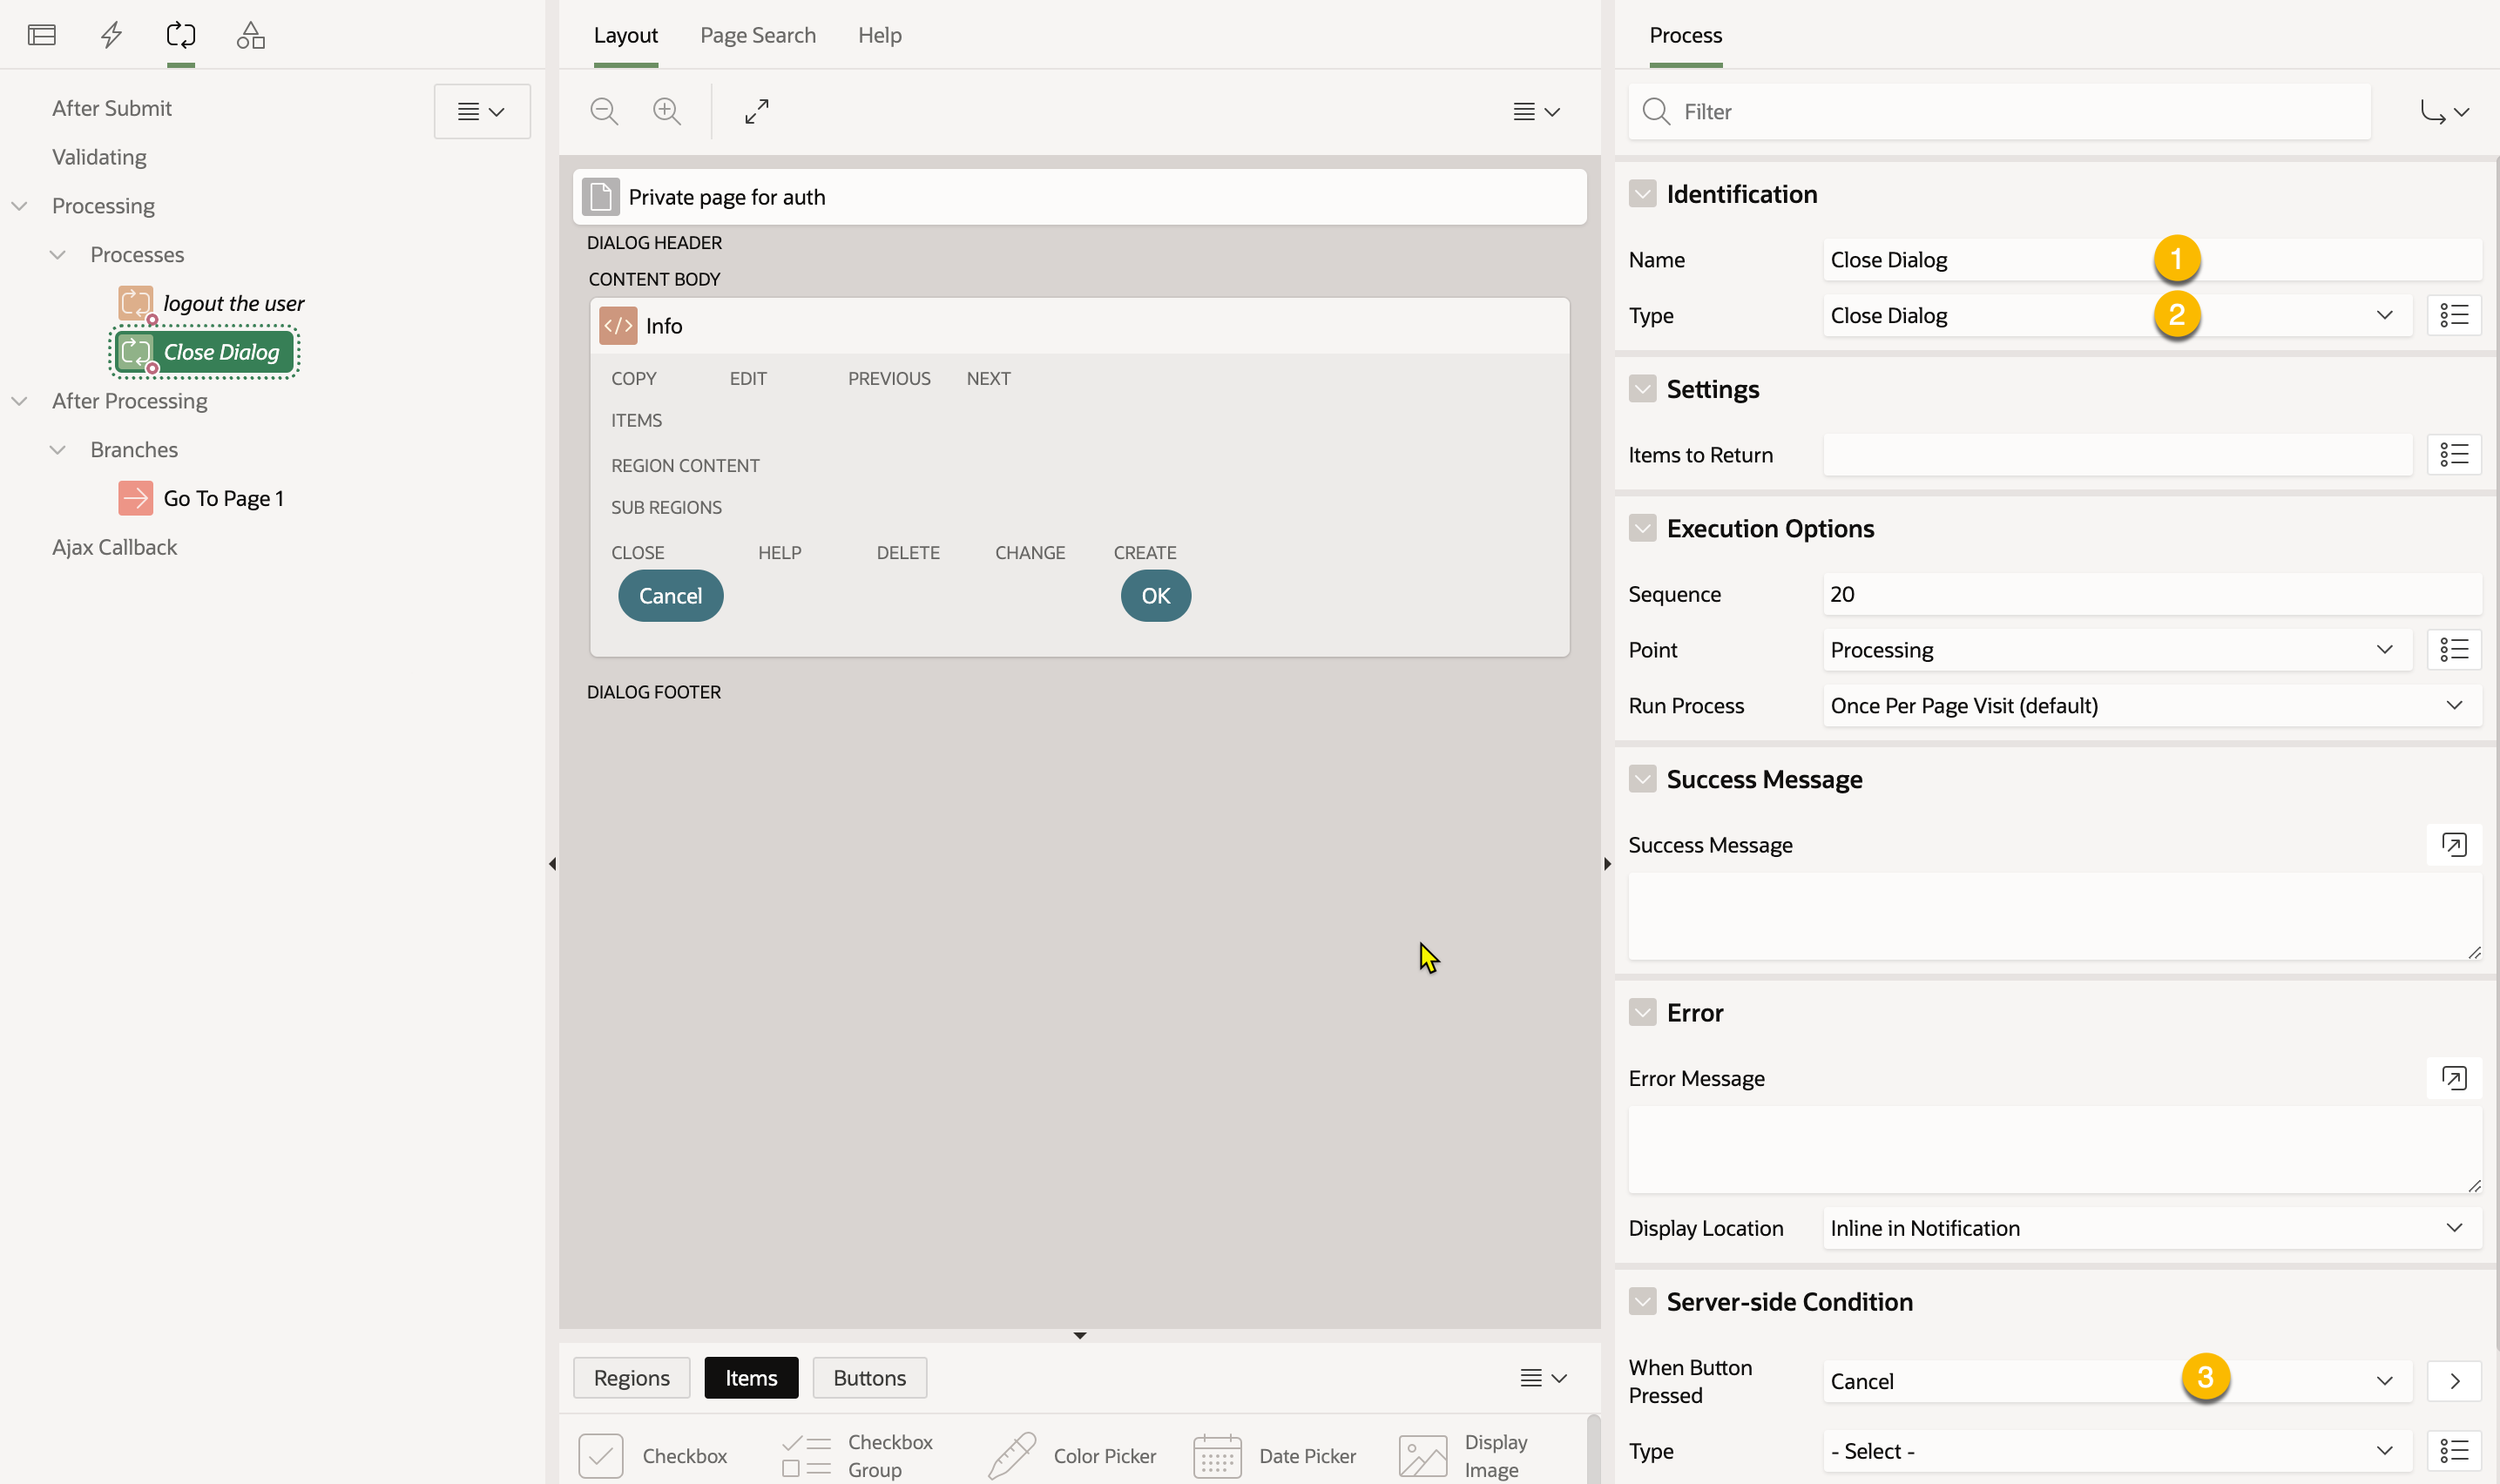 Layout Page Search Help
Process
After Submit
Validating
Processing
Processes
logout the user
Close Dialog
After Processing
Branches
Go To Page 1
Ajax Callback
Private page for auth
DIALOG HEADER
CONTENT BODY
</> Info
COPY EDIT PREVIOUS NEXT
ITEMS
REGION CONTENT
SUB REGIONS
CLOSE HELP DELETE CHANGE CREATE
Cancel OK
DIALOG FOOTER
Regions Items Buttons
Checkbox
Checkbox
Group
Color Picker
Date Picker
Display
Image
Filter
Identification
Name Close Dialog 1
Type Close Dialog 2
Settings
Items to Return
Execution Options
Sequence 20
Point Processing
Run Process Once Per Page Visit (default)
Success Message
Success Message
Error
Error Message
Display Location Inline in Notification
Server-side Condition
When Button
Pressed
Cancel 3
Type - Select -